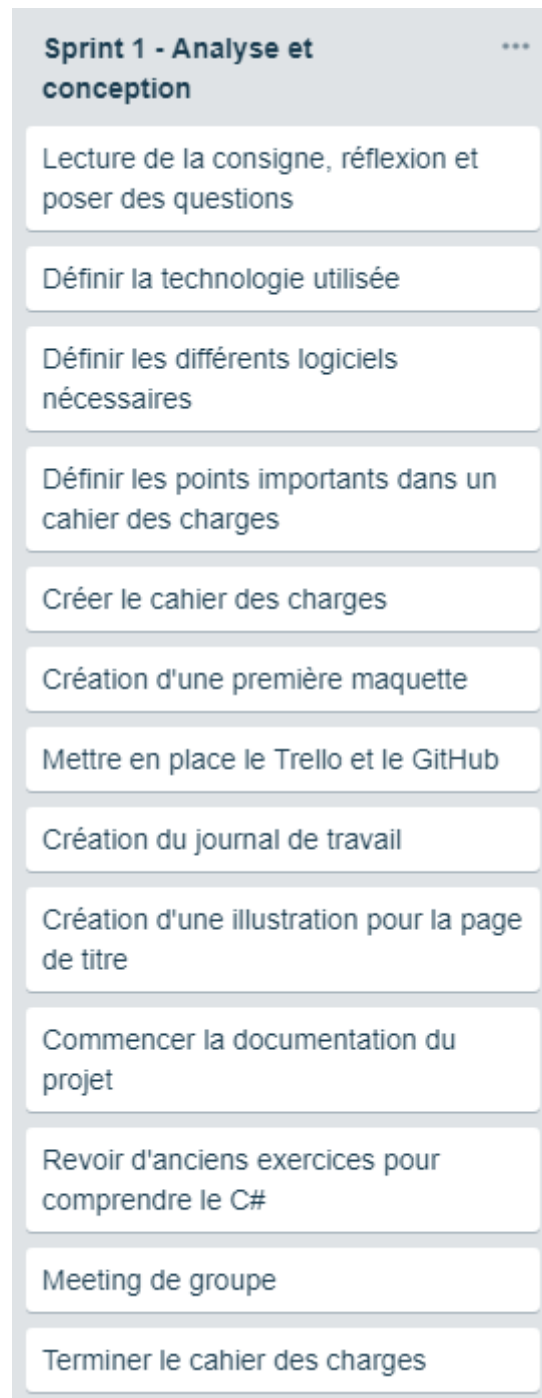 Sprint 1 - Analyse et
conception
Lecture de la consigne, réflexion et
poser des questions
Définir la technologie utilisée
Définir les différents logiciels
nécessaires
Définir les points importants dans un
cahier des charges
Créer le cahier des charges
Création d'une première maquette
Mettre en place le Trello et le GitHub
Création du journal de travail
Création d'une illustration pour la page
de titre
Commencer la documentation du
projet
Revoir d'anciens exercices pour
comprendre le C#
Meeting de groupe
Terminer le cahier des charges